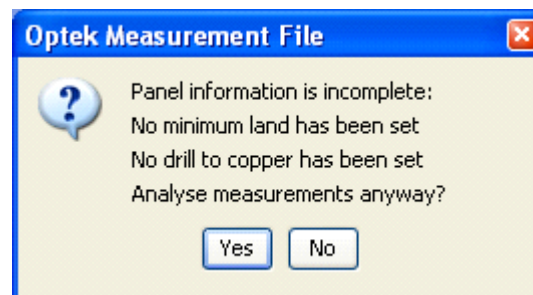 Optek Measurement File
Panel information is incomplete:
No minimum land has been set
No drill to copper has been set
Analyse measurements anyway?
Yes No